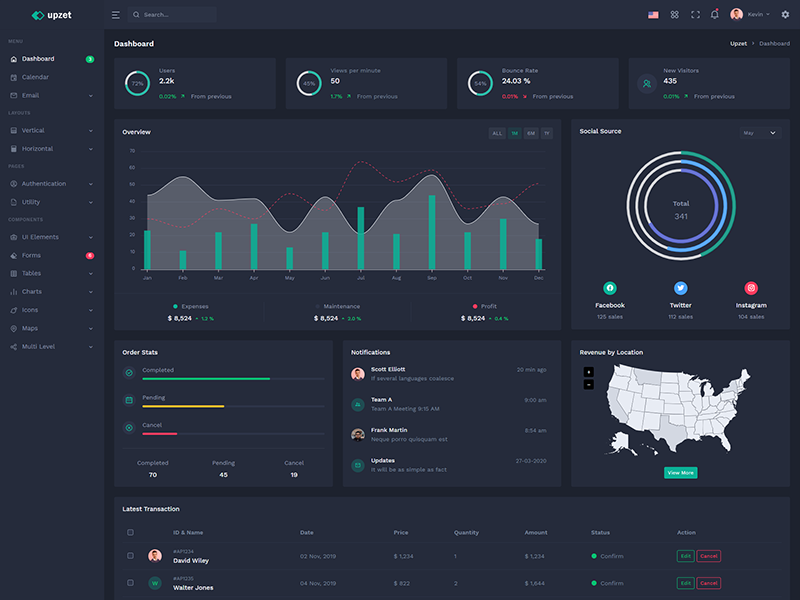 upzet
Search...
Kevin
MENU
Dashboard
3
Calendar
Email
LAYOUTS
Vertical
Horizontal
PAGES
Authentication
Utility
COMPONENTS
UI Elements
Forms
6
Tables
Charts
Icons
Maps
Multi Level
Dashboard
Upzet > Dashboard
72%
Users
2.2k
0.02% From previous
45%
Views per minute
50
1.7% From previous
54%
Bounce Rate
24.03 %
0.01% From previous
New Visitors
435
0.01% From previous
Overview
ALL 1M 6M 1Y
70
60
50
40
30
20
10
0
Jan Feb Mar Apr May Jun Jul Aug Sep Oct Nov Dec
Expenses
$ 8,524 1.2 %
Maintenance
$ 8,524 2.0 %
Profit
$ 8,524 0.4 %
Social Source
May
Total
341
Facebook
125 sales
Twitter
112 sales
Instagram
104 sales
Order Stats
Completed
Pending
Cancel
Completed Pending Cancel
70 45 19
Notifications
Scott Elliott 20 min ago
If several languages coalesce
Team A 9:00 am
Team A Meeting 9:15 AM
Frank Martin 8:54 am
Neque porro quisquam est
Updates 27-03-2020
It will be as simple as fact
Revenue by Location
+
-
View More
Latest Transaction
ID & Name Date Price Quantity Amount Status Action
#AP1234
David Wiley
02 Nov, 2019 $ 1,234 1 $ 1,234 Confirm Edit Cancel
W
#AP1235
Walter Jones
04 Nov, 2019 $ 822 2 $ 1,644 Confirm Edit Cancel